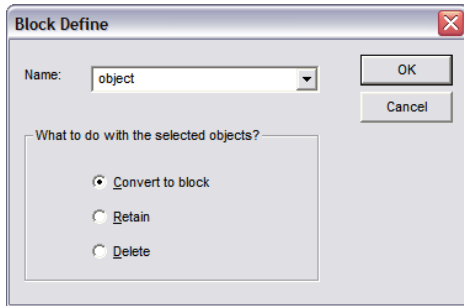 Block Define
Name: object OK
Cancel
What to do with the selected objects?
Convert to block
Retain
Delete